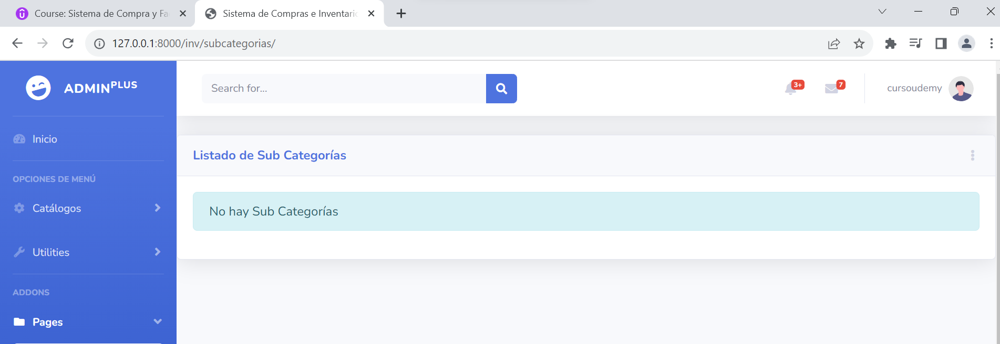 Course: Sistema de Compra y Fa
Sistema de Compras e Inventario
127.0.0.1:8000/inv/subcategorias/
ADMINPLUS
Search for...
3+
7
cursoudemy
Inicio
Listado de Sub Categorías
OPCIONES DE MENÚ
Catálogos
No hay Sub Categorías
Utilities
ADDONS
Pages